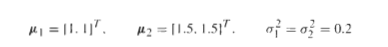 μ₁ = [1. 1]ᵀ. μ₂ = [1.5. 1.5]ᵀ. σ₁² = σ₂² = 0.2